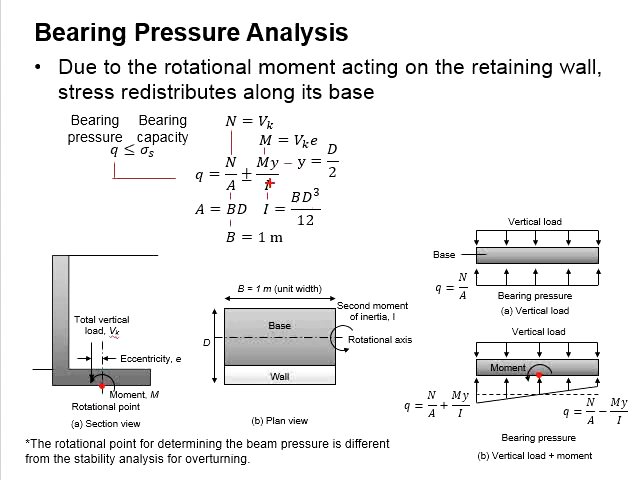 Bearing Pressure Analysis
• Due to the rotational moment acting on the retaining wall,
stress redistributes along its base
Bearing pressure
Bearing capacity
q ≤ σs
N = Vk
M = Vke
q = N/A ± My/I – y = D/2
A = BD I = BD³/12
B = 1 m
Total vertical
load, Vk
Eccentricity, e
Moment, M
Rotational point
(a) Section view
B = 1 m (unit width)
Second moment
of inertia, I
Base
D
Rotational axis
Wall
(b) Plan view
Vertical load
Base
q = N/A
Bearing pressure
(a) Vertical load
Vertical load
Moment
q = N/A + My/I
q = N/A − My/I
Bearing pressure
(b) Vertical load + moment
*The rotational point for determining the beam pressure is different
from the stability analysis for overturning.